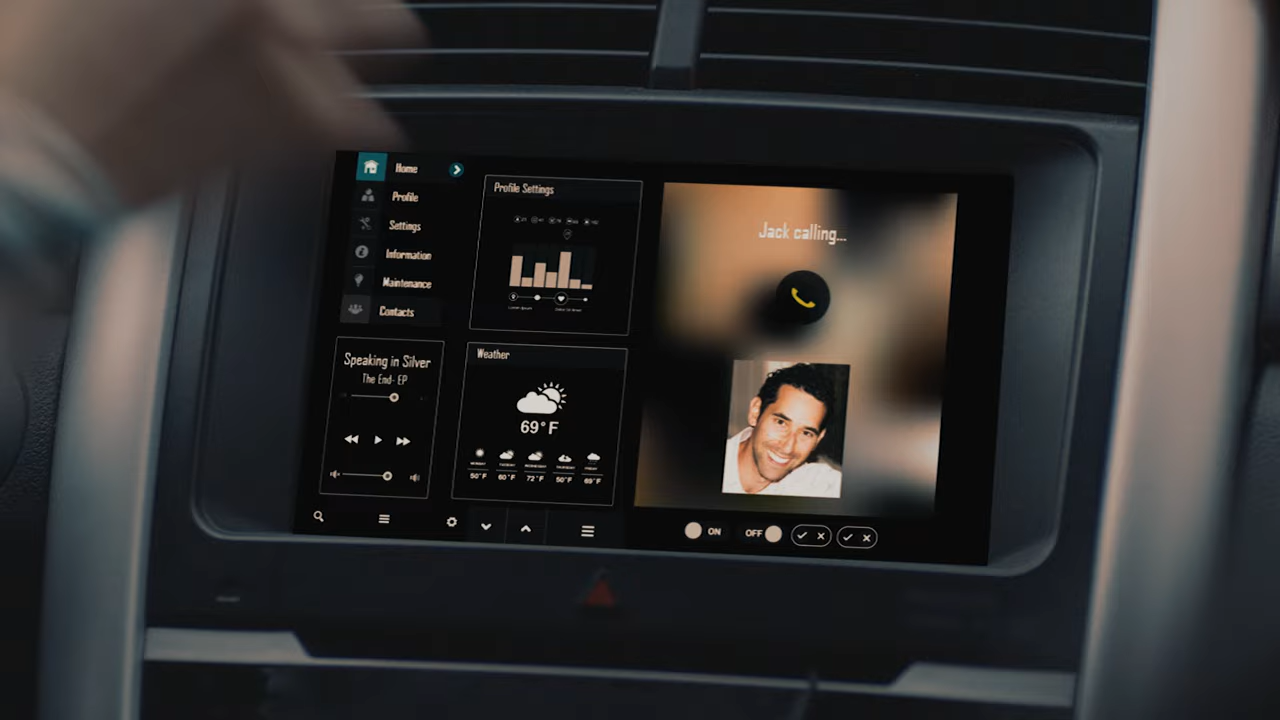 Home
Profile
Settings
Information
Maintenance
Contacts
Profile Settings
Jack calling...
Speaking in Silver
The End- EP
Weather
69°F
MONDAY
TUESDAY
WEDNESDAY
THURSDAY
FRIDAY
50°F
60°F
72°F
50°F
69°F
ON
OFF